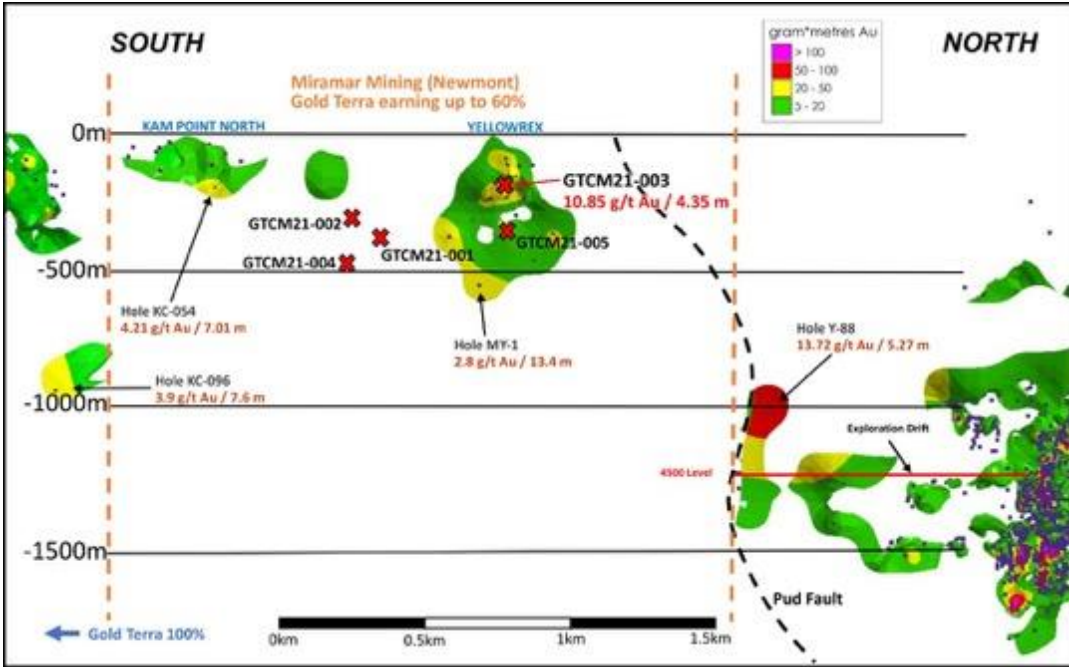 SOUTH
NORTH
gram*metres Au
> 100
50 - 100
20 - 50
5 - 20
Miramar Mining (Newmont)
Gold Terra earning up to 60%
KAM POINT NORTH
YELLOWREX
0m
GTCM21-003
10.85 g/t Au / 4.35 m
GTCM21-002
GTCM21-001
GTCM21-005
GTCM21-004
-500m
Hole KC-054
4.21 g/t Au / 7.01 m
Hole MY-1
2.8 g/t Au / 13.4 m
Hole Y-88
13.72 g/t Au / 5.27 m
Hole KC-096
3.9 g/t Au / 7.6 m
-1000m
Exploration Drift
4500 Level
-1500m
Pud Fault
Gold Terra 100%
0km
0.5km
1km
1.5km